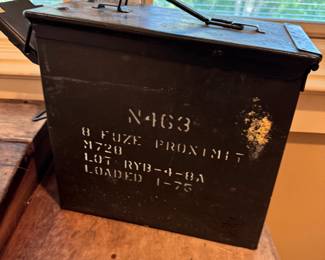 N463
8 FUZE PROXIMIT
M728
LOT RYB-4-8A
LOADED 1-75